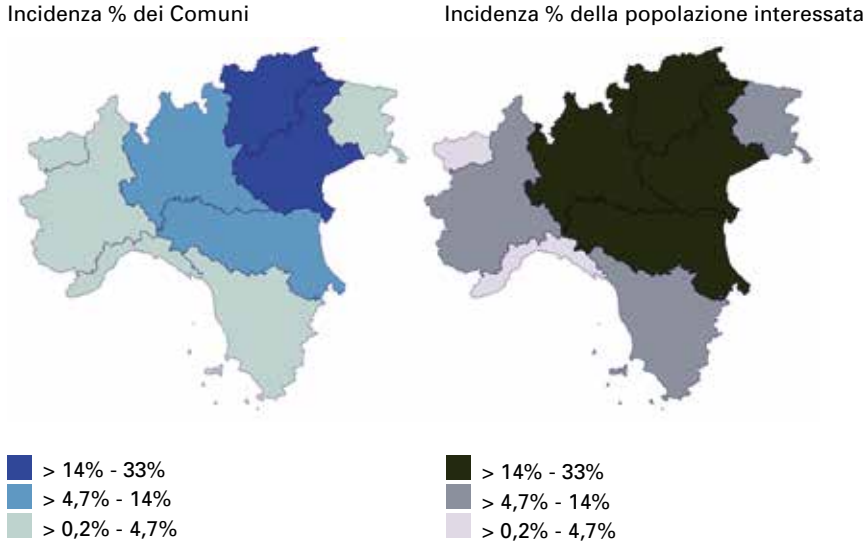 Incidenza % dei Comuni
Incidenza % della popolazione interessata
> 14% - 33%
> 4,7% - 14%
> 0,2% - 4,7%
> 14% - 33%
> 4,7% - 14%
> 0,2% - 4,7%